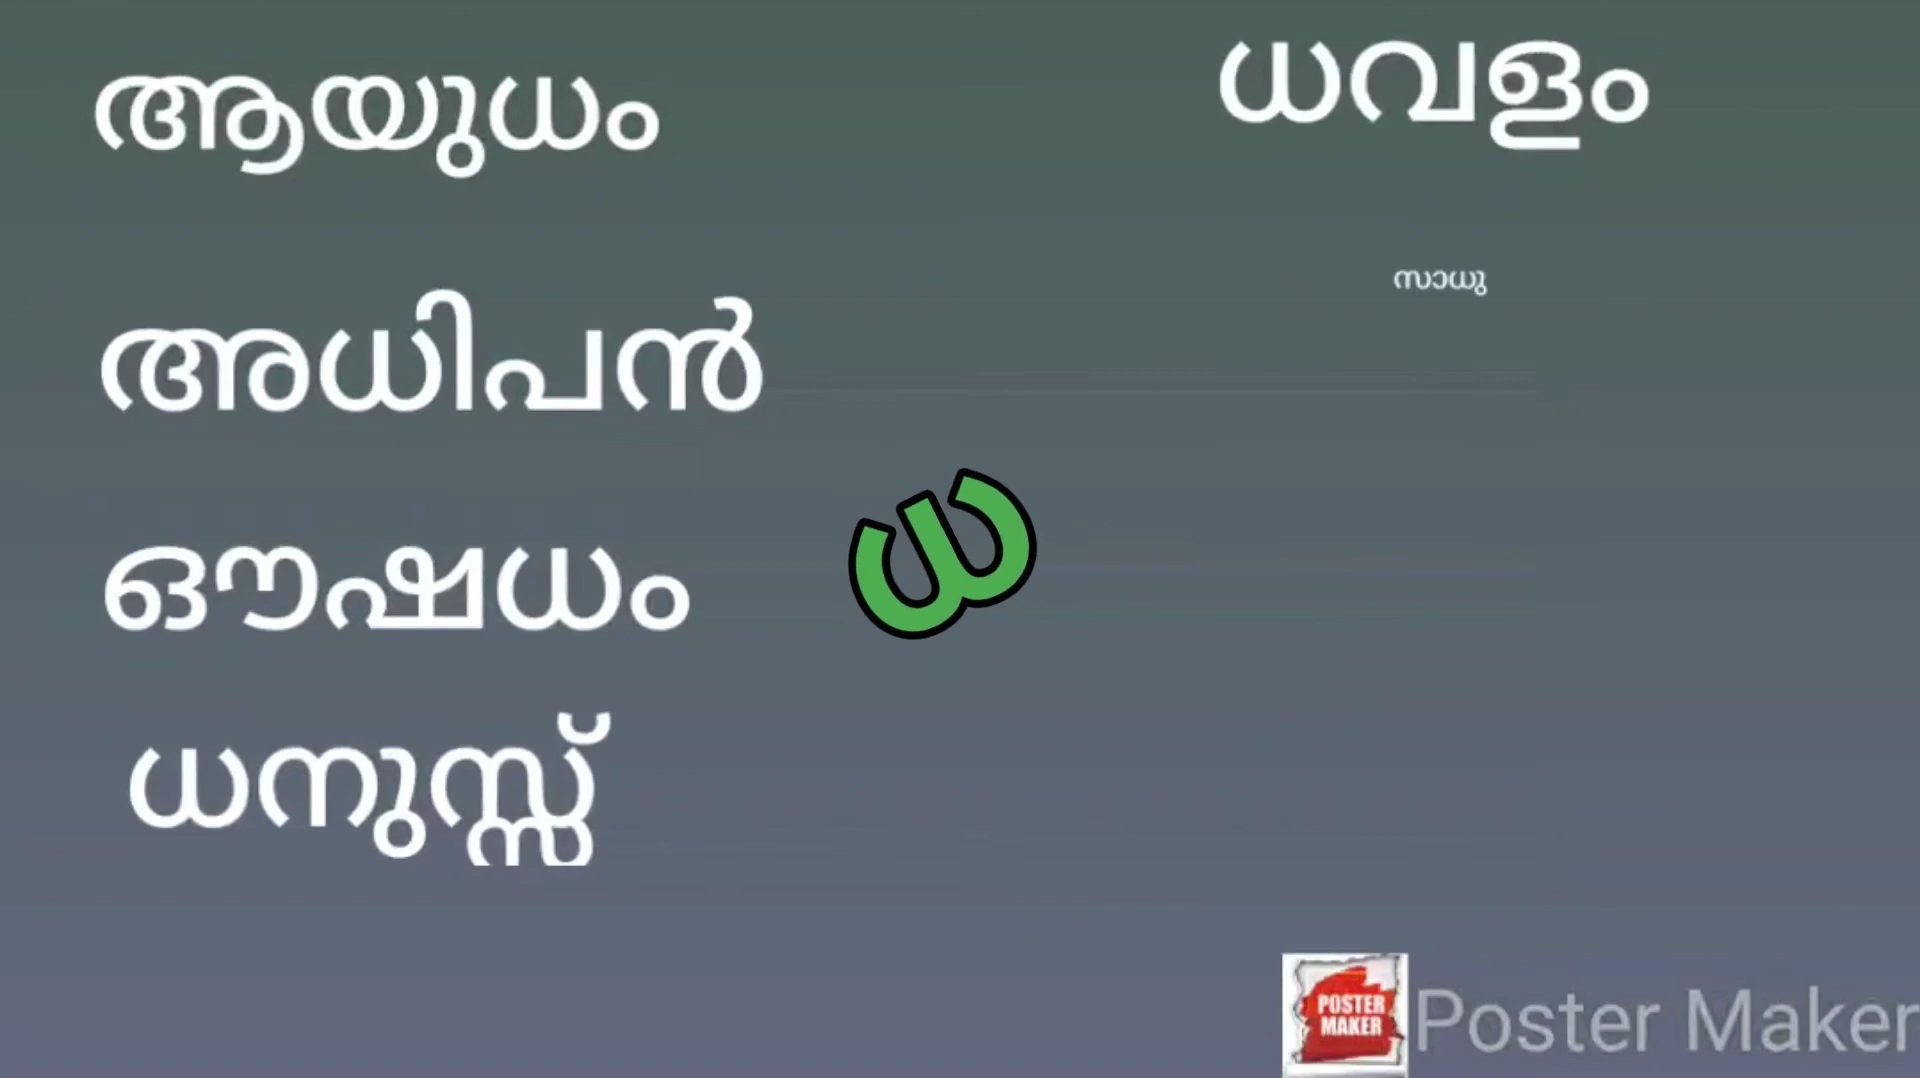 ആയുധം
അധിപൻ
ഔഷധം
ധനുസ്സ്
ധ
ധവളം
സാധു
POSTER
MAKER
Poster Maker